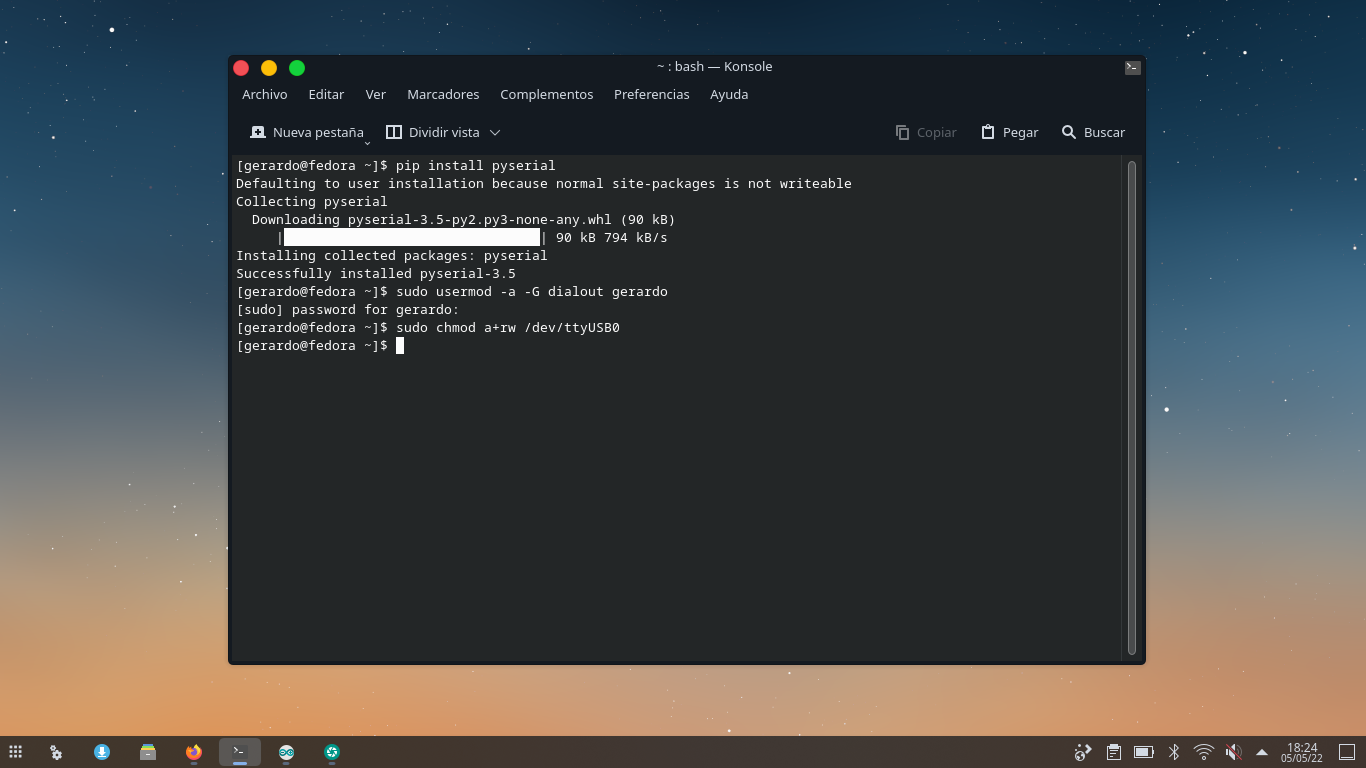 ~ : bash — Konsole
Archivo Editar Ver Marcadores Complementos Preferencias Ayuda
Nueva pestaña Dividir vista Copiar Pegar Buscar
[gerardo@fedora ~]$ pip install pyserial
Defaulting to user installation because normal site-packages is not writeable
Collecting pyserial
  Downloading pyserial-3.5-py2.py3-none-any.whl (90 kB)
     |████████████████████████████████| 90 kB 794 kB/s
Installing collected packages: pyserial
Successfully installed pyserial-3.5
[gerardo@fedora ~]$ sudo usermod -a -G dialout gerardo
[sudo] password for gerardo:
[gerardo@fedora ~]$ sudo chmod a+rw /dev/ttyUSB0
[gerardo@fedora ~]$
18:24
05/05/22